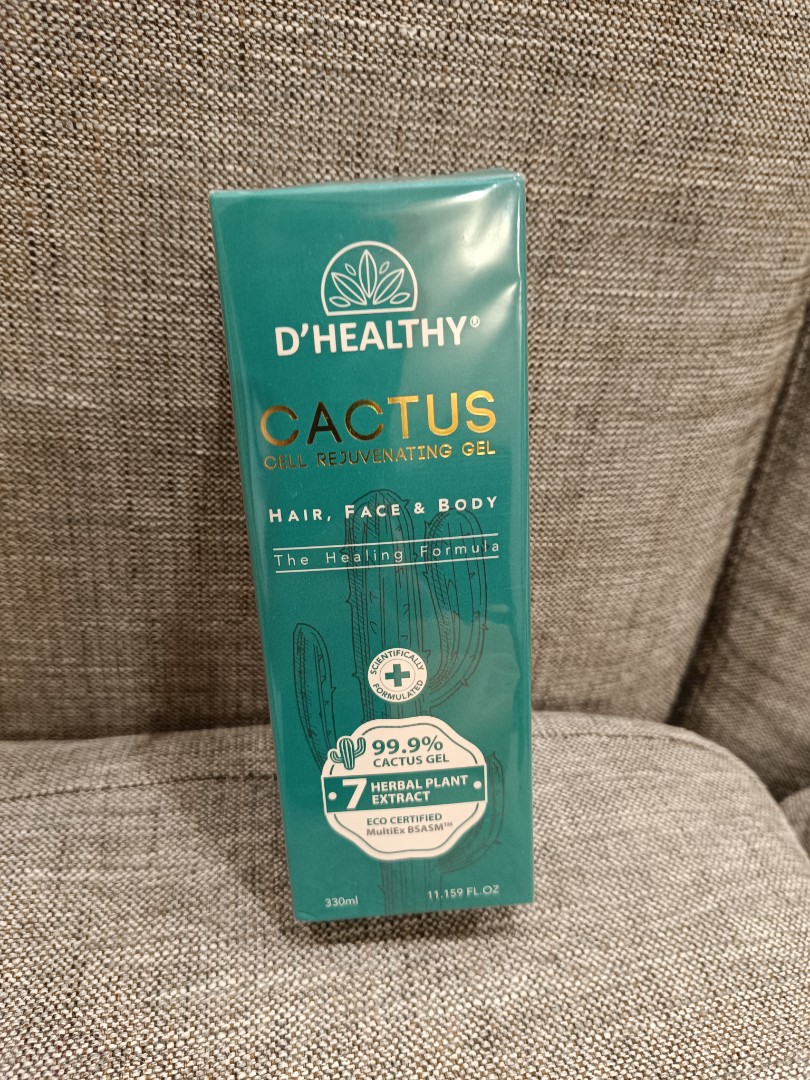 D'HEALTHY®
CACTUS
CELL REJUVENATING GEL
HAIR, FACE & BODY
The Healing Formula
SCIENTIFICALLY
FORMULATED
99.9%
CACTUS GEL
7 HERBAL PLANT
EXTRACT
ECO CERTIFIED
MultiEx BSASM™
330ml 11.159 FL.OZ